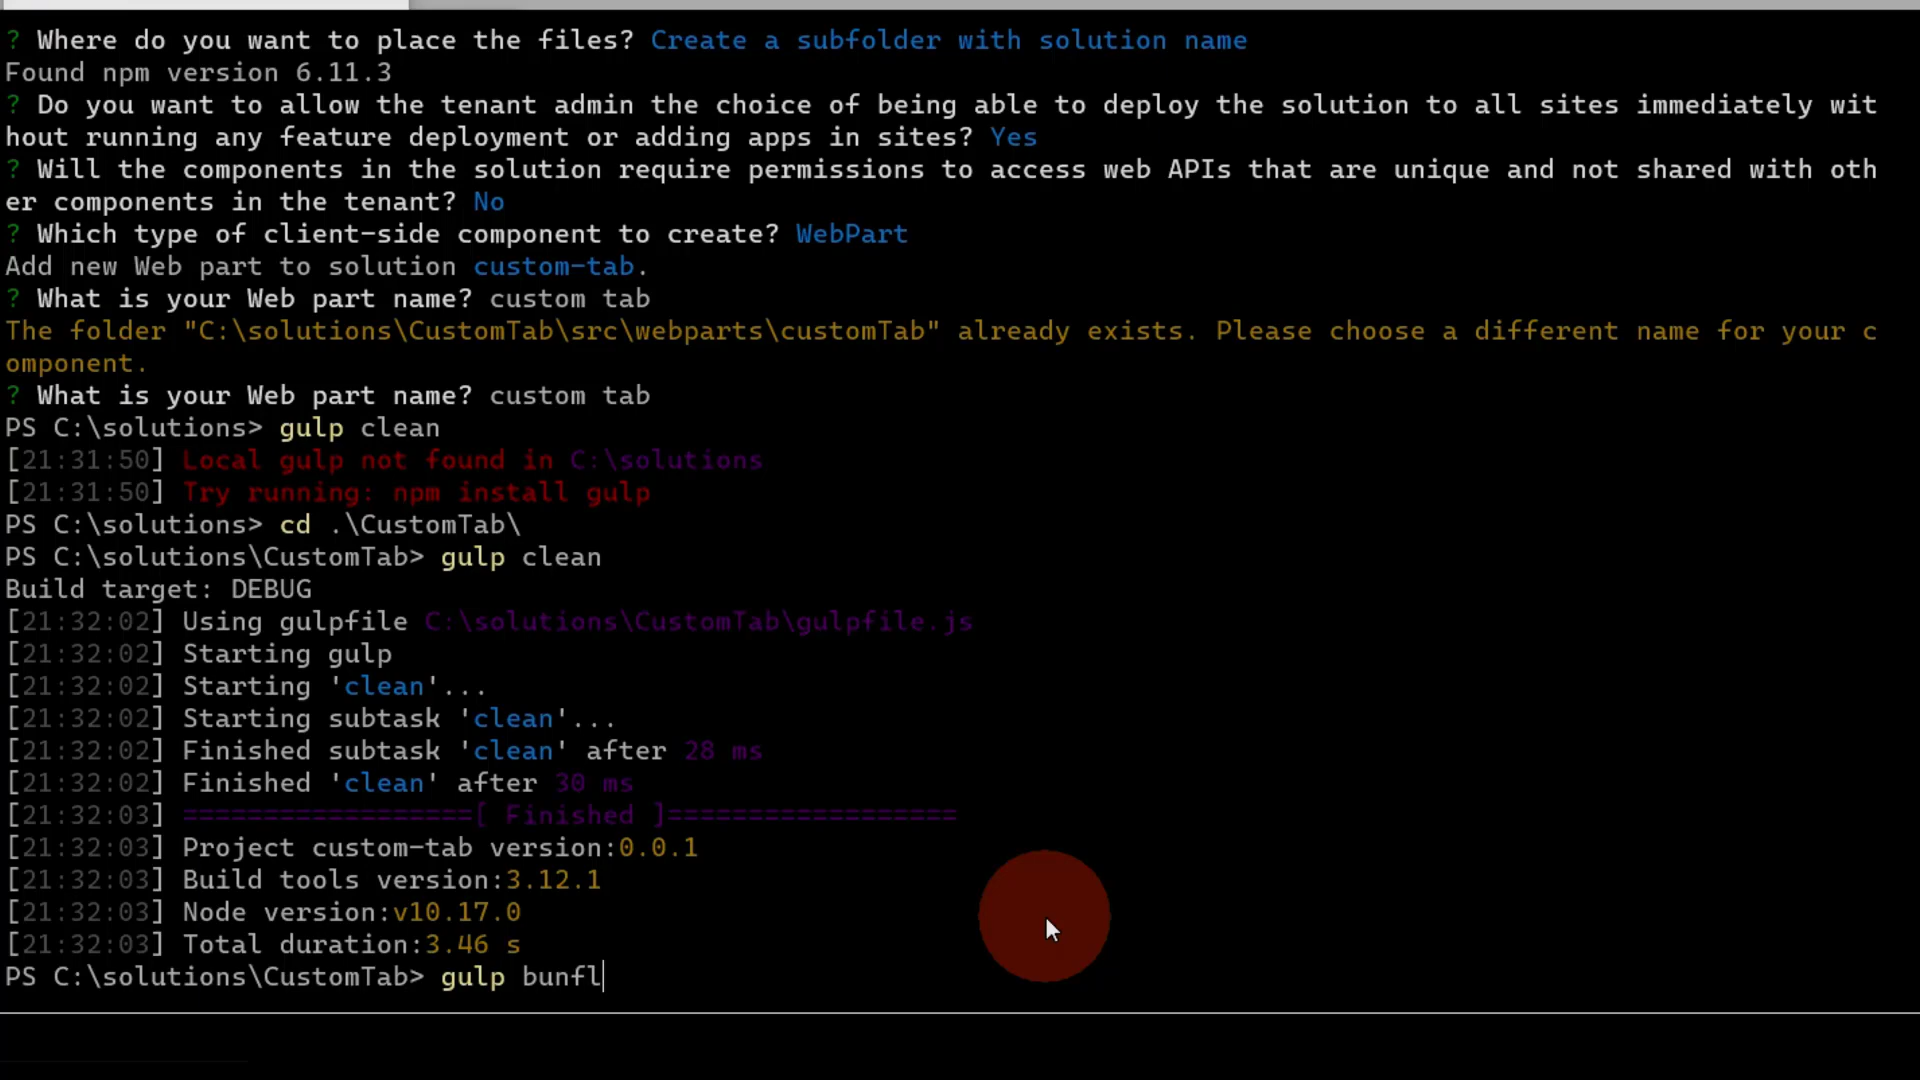 ? Where do you want to place the files? Create a subfolder with solution name
Found npm version 6.11.3
? Do you want to allow the tenant admin the choice of being able to deploy the solution to all sites immediately wit
hout running any feature deployment or adding apps in sites? Yes
? Will the components in the solution require permissions to access web APIs that are unique and not shared with oth
er components in the tenant? No
? Which type of client-side component to create? WebPart
Add new Web part to solution custom-tab.
? What is your Web part name? custom tab
The folder "C:\solutions\CustomTab\src\webparts\customTab" already exists. Please choose a different name for your c
omponent.
? What is your Web part name? custom tab
PS C:\solutions> gulp clean
[21:31:50] Local gulp not found in C:\solutions
[21:31:50] Try running: npm install gulp
PS C:\solutions> cd .\CustomTab\
PS C:\solutions\CustomTab> gulp clean
Build target: DEBUG
[21:32:02] Using gulpfile C:\solutions\CustomTab\gulpfile.js
[21:32:02] Starting gulp
[21:32:02] Starting 'clean'...
[21:32:02] Starting subtask 'clean'...
[21:32:02] Finished subtask 'clean' after 28 ms
[21:32:02] Finished 'clean' after 30 ms
[21:32:03] ==================[ Finished ]==================
[21:32:03] Project custom-tab version:0.0.1
[21:32:03] Build tools version:3.12.1
[21:32:03] Node version:v10.17.0
[21:32:03] Total duration:3.46 s
PS C:\solutions\CustomTab> gulp bunfl